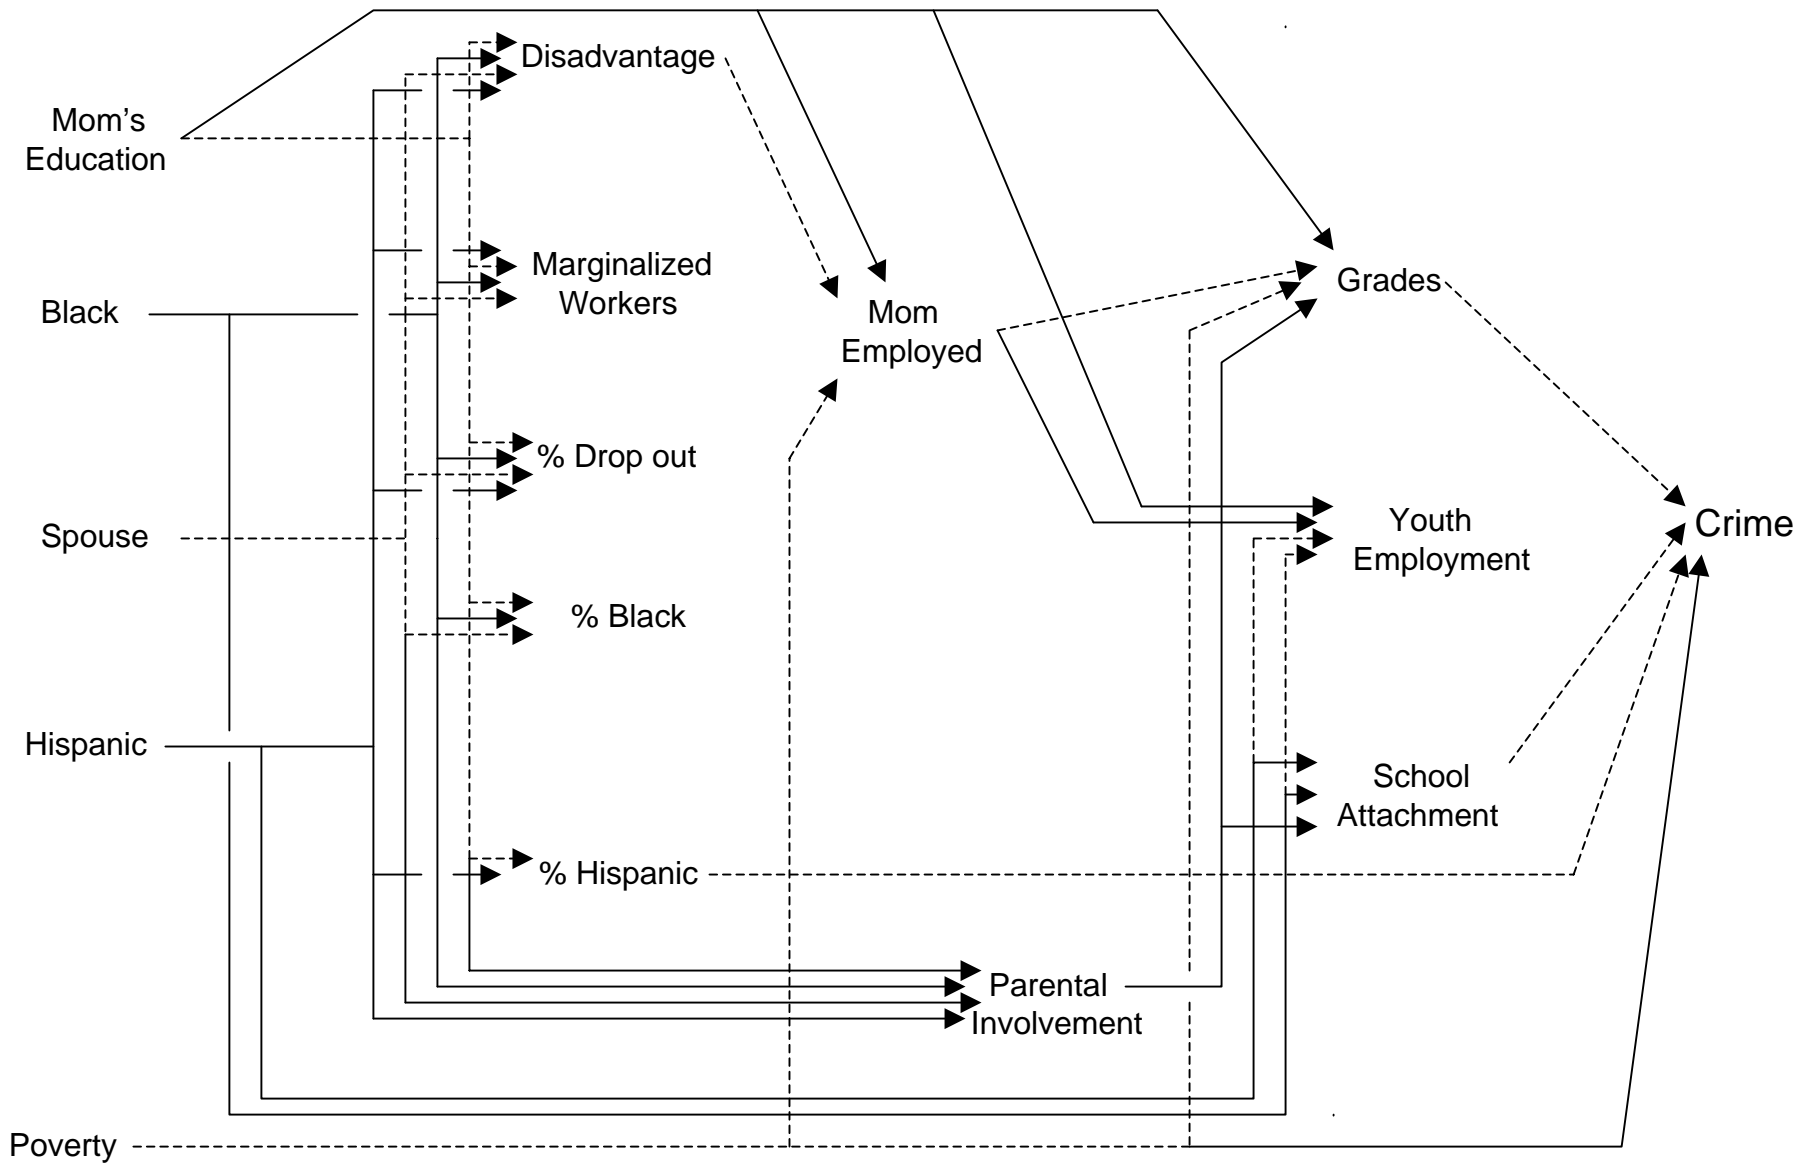 Disadvantage
Mom's
Education
Marginalized
Workers
Black
Mom
Employed
Grades
% Drop out
Spouse
Youth
Employment
Crime
% Black
Hispanic
School
Attachment
% Hispanic
Parental
Involvement
Poverty